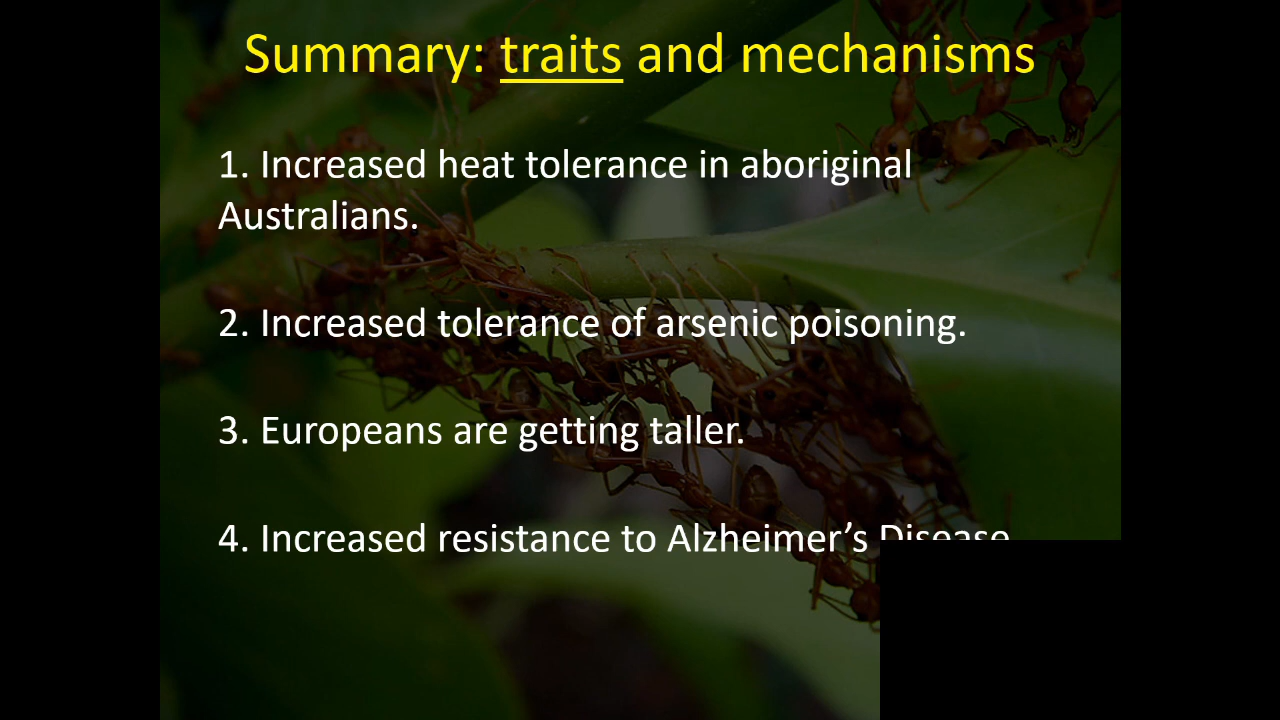 Summary: traits and mechanisms
1. Increased heat tolerance in aboriginal
Australians.
2. Increased tolerance of arsenic poisoning.
3. Europeans are getting taller.
4. Increased resistance to Alzheimer’s Disease